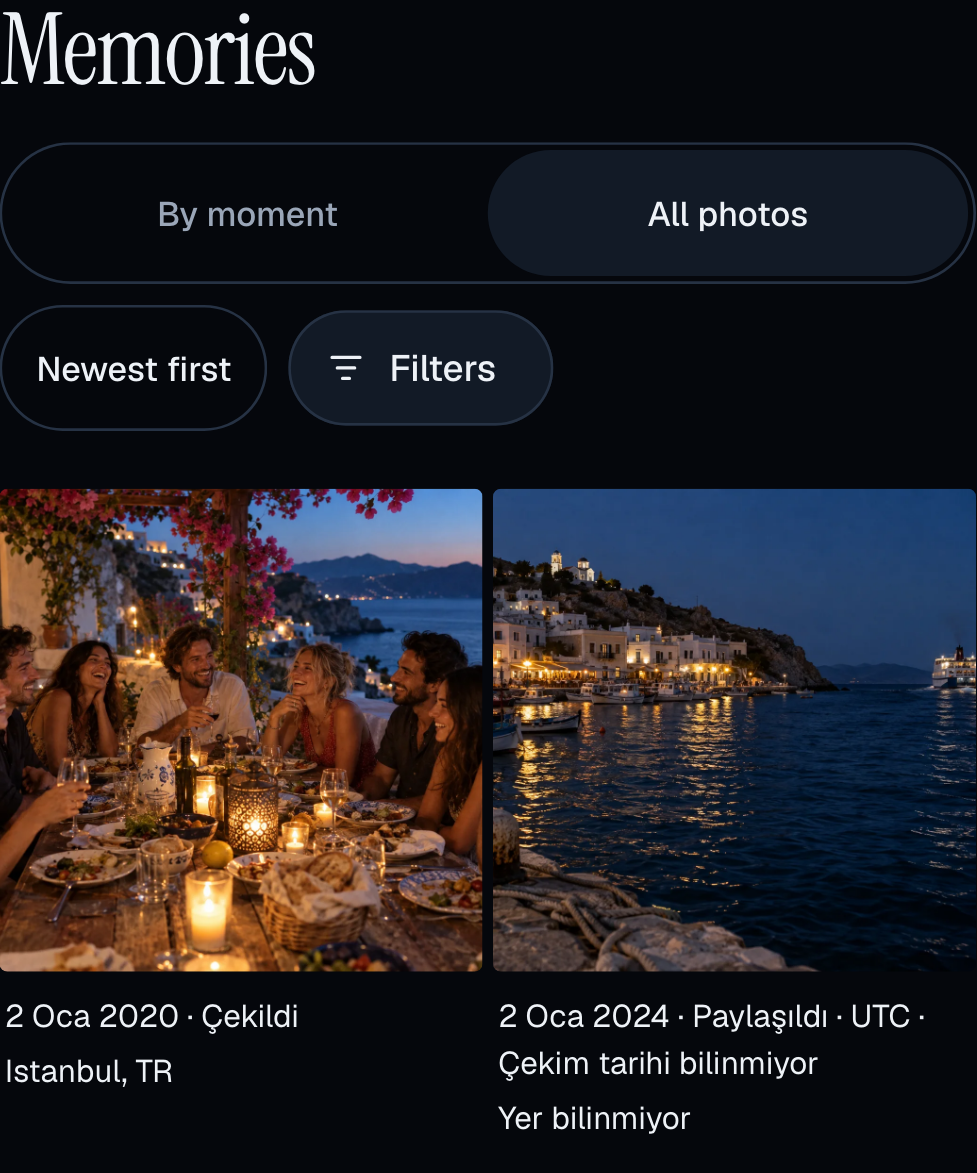 Memories
By moment
All photos
Newest first
Filters
2 Oca 2020 · Çekildi
Istanbul, TR
2 Oca 2024 · Paylaşıldı · UTC ·
Çekim tarihi bilinmiyor
Yer bilinmiyor